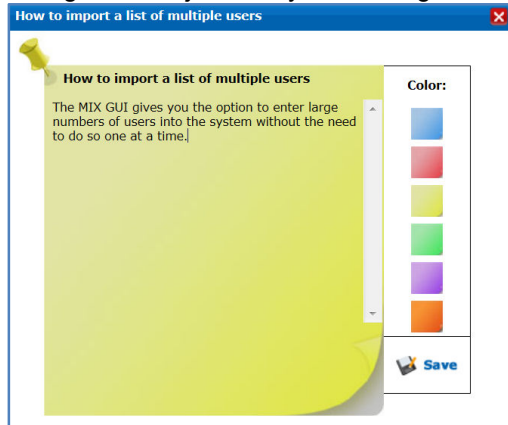 How to import a list of multiple users
How to import a list of multiple users
Color:
The MIX GUI gives you the option to enter large
numbers of users into the system without the need
to do so one at a time.
Save